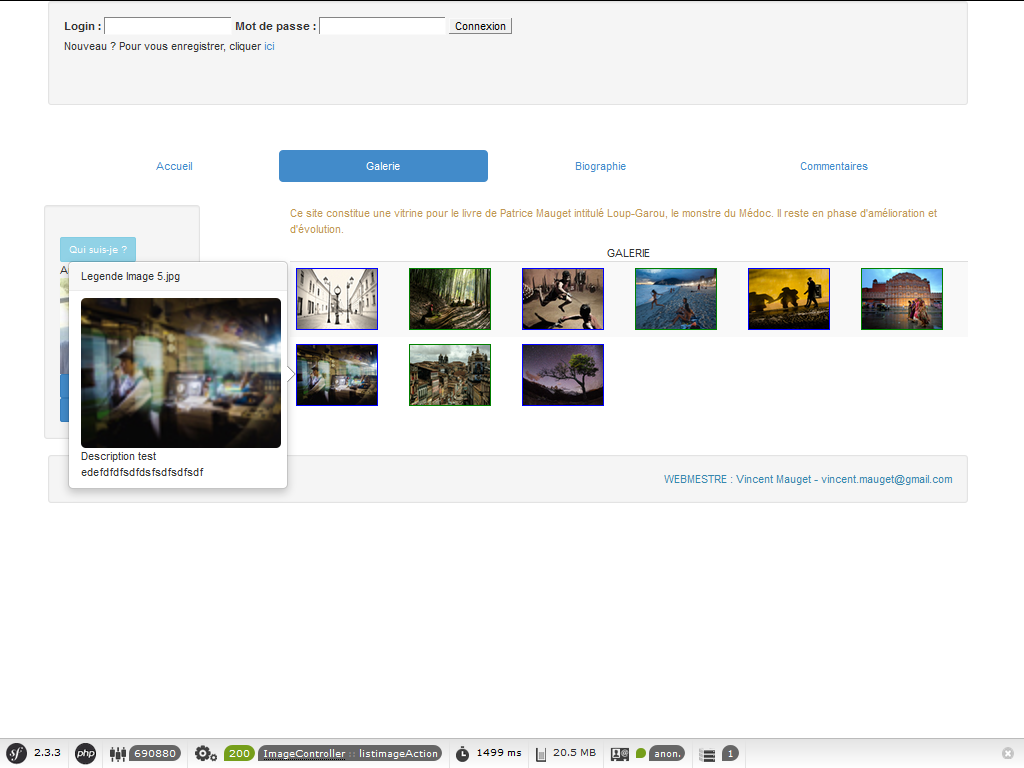 Login : Mot de passe : Connexion
Nouveau ? Pour vous enregistrer, cliquer ici
Accueil Galerie Biographie Commentaires
Ce site constitue une vitrine pour le livre de Patrice Mauget intitulé Loup-Garou, le monstre du Médoc. Il reste en phase d'amélioration et
d'évolution.
Qui suis-je ?
GALERIE
Legende Image 5.jpg
Description test
edefdfdfsdfdsfsdfsdfsdf
WEBMESTRE : Vincent Mauget - vincent.mauget@gmail.com
sf 2.3.3 php 690880 200 ImageController :: listimageAction 1499 ms 20.5 MB anon. 1